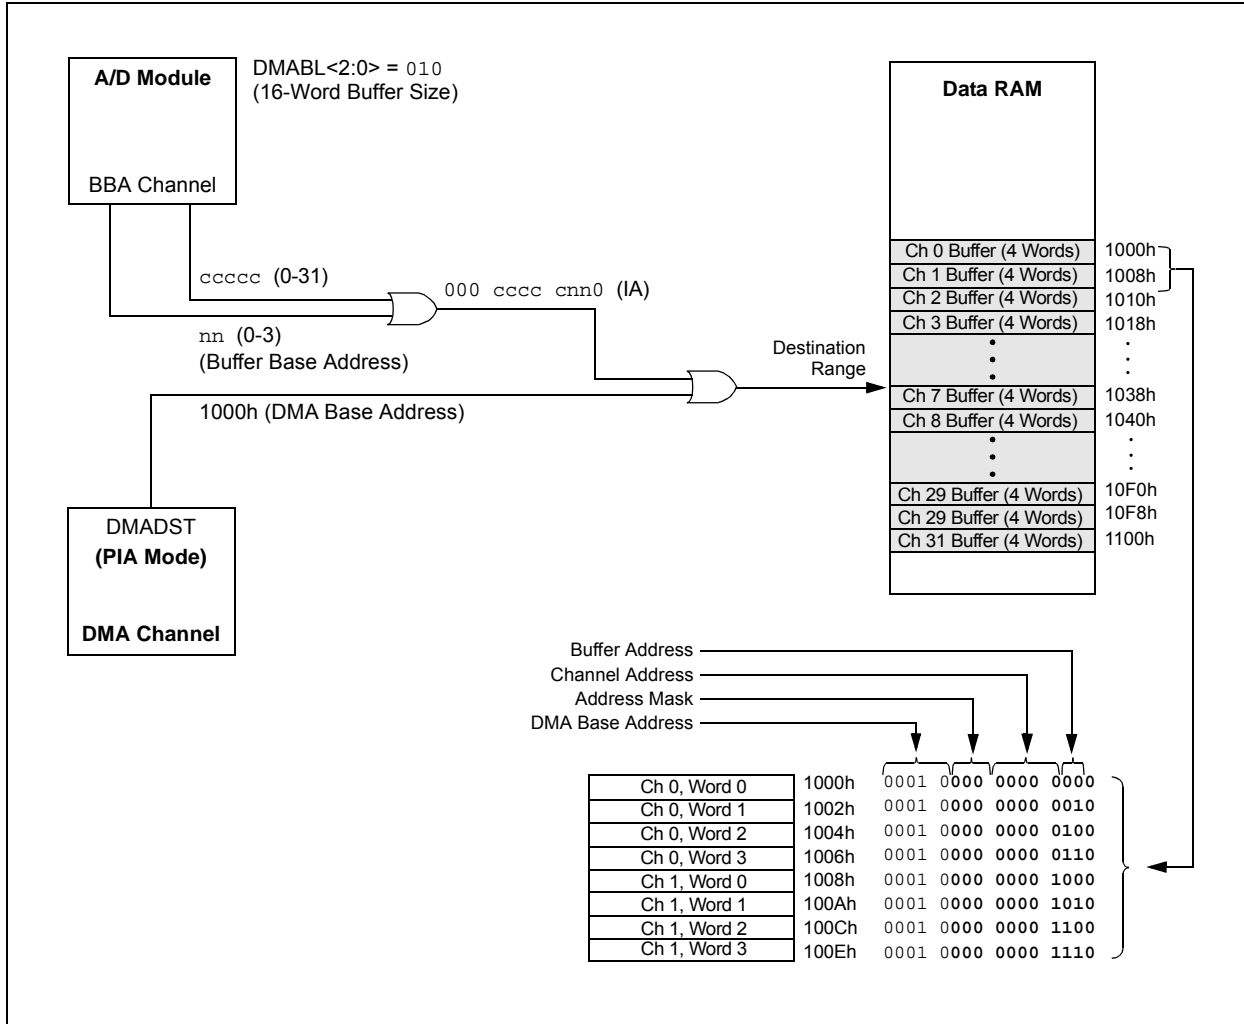 A/D Module
DMABL<2:0> = 010
(16-Word Buffer Size)
BBA Channel
ccccc (0-31)
000 cccc cnn0 (IA)
nn (0-3)
(Buffer Base Address)
1000h (DMA Base Address)
Destination
Range
DMADST
(PIA Mode)
DMA Channel
Data RAM
Ch 0 Buffer (4 Words) 1000h
Ch 1 Buffer (4 Words) 1008h
Ch 2 Buffer (4 Words) 1010h
Ch 3 Buffer (4 Words) 1018h
Ch 7 Buffer (4 Words) 1038h
Ch 8 Buffer (4 Words) 1040h
Ch 29 Buffer (4 Words) 10F0h
Ch 29 Buffer (4 Words) 10F8h
Ch 31 Buffer (4 Words) 1100h
Buffer Address
Channel Address
Address Mask
DMA Base Address
Ch 0, Word 0 1000h 0001 0000 0000 0000
Ch 0, Word 1 1002h 0001 0000 0000 0010
Ch 0, Word 2 1004h 0001 0000 0000 0100
Ch 0, Word 3 1006h 0001 0000 0000 0110
Ch 1, Word 0 1008h 0001 0000 0000 1000
Ch 1, Word 1 100Ah 0001 0000 0000 1010
Ch 1, Word 2 100Ch 0001 0000 0000 1100
Ch 1, Word 3 100Eh 0001 0000 0000 1110